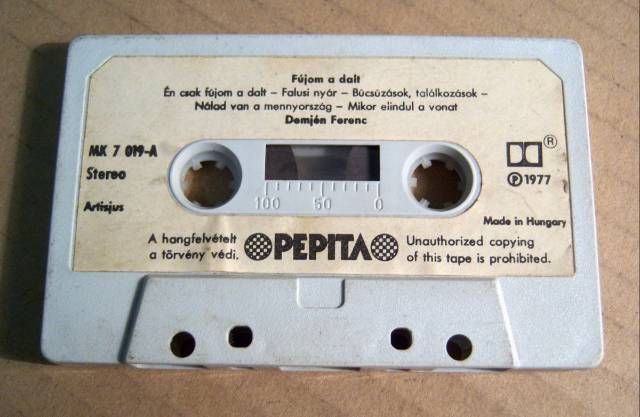 Fújom a dalt
Én csak fújom a dalt – Falusi nyár – Búcsúzások, találkozások –
Nálad van a mennyország – Mikor elindul a vonat
Demjén Ferenc
MK 7 019-A
Stereo
Artisjus
100 50 0
®
Ⓟ 1977
Made in Hungary
A hangfelvételt
a törvény védi.
PEPITA
Unauthorized copying
of this tape is prohibited.